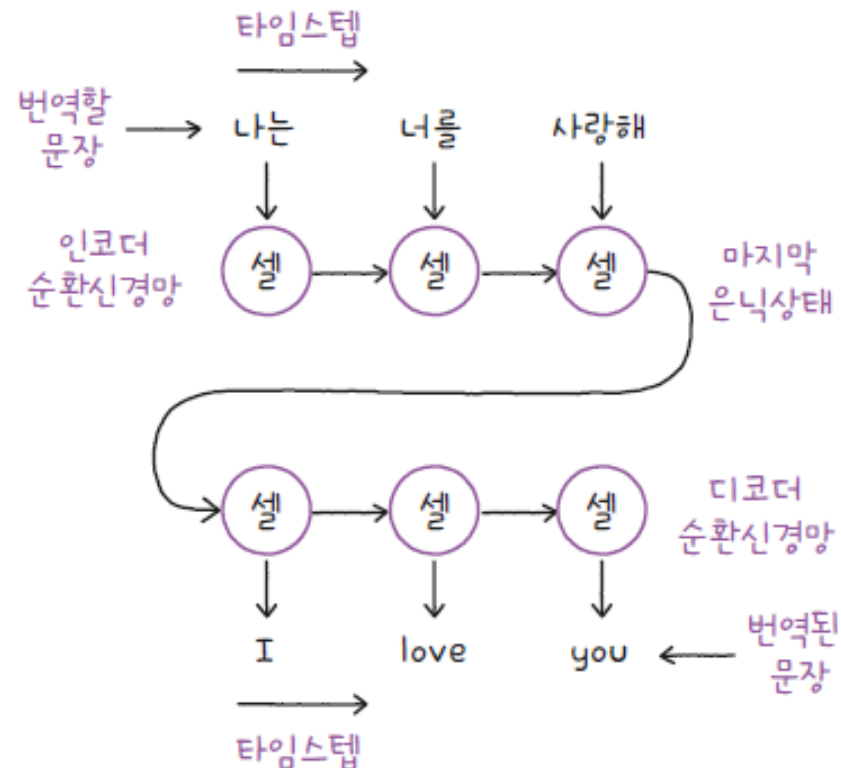 타임스텝
번역할
문장
나는 너를 사랑해
인코더
순환신경망
셀 셀 셀
마지막
은닉상태
셀 셀 셀
디코더
순환신경망
I love you
번역된
문장
타임스텝